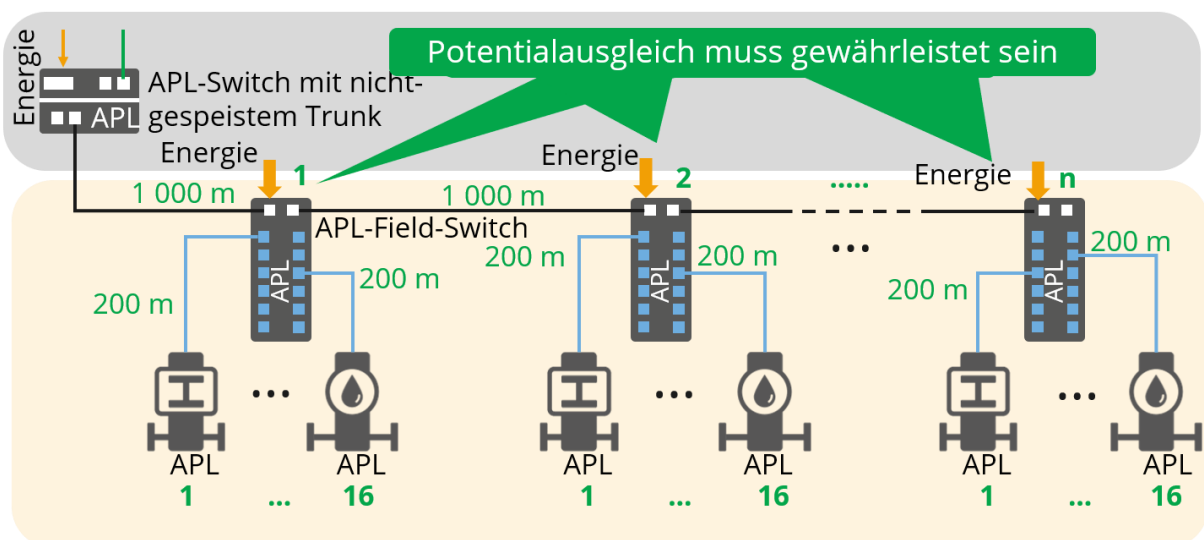 Energie
Potentialausgleich muss gewährleistet sein
APL-Switch mit nicht-
APL gespeistem Trunk
Energie 1
Energie 2
..... Energie n
1 000 m
1 000 m
APL-Field-Switch
...
200 m
200 m
200 m
200 m
200 m
200 m
APL
APL
APL
...
...
...
APL APL
APL APL
APL APL
1 ... 16
1 ... 16
1 ... 16